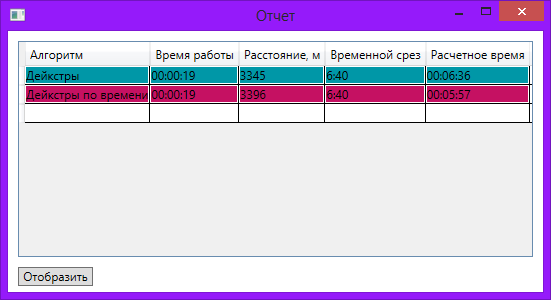 Отчет
Алгоритм Время работы Расстояние, м Временной срез Расчетное время
Дейкстры 00:00:19 3345 6:40 00:06:36
Дейкстры по времени 00:00:19 3396 6:40 00:05:57
Отобразить